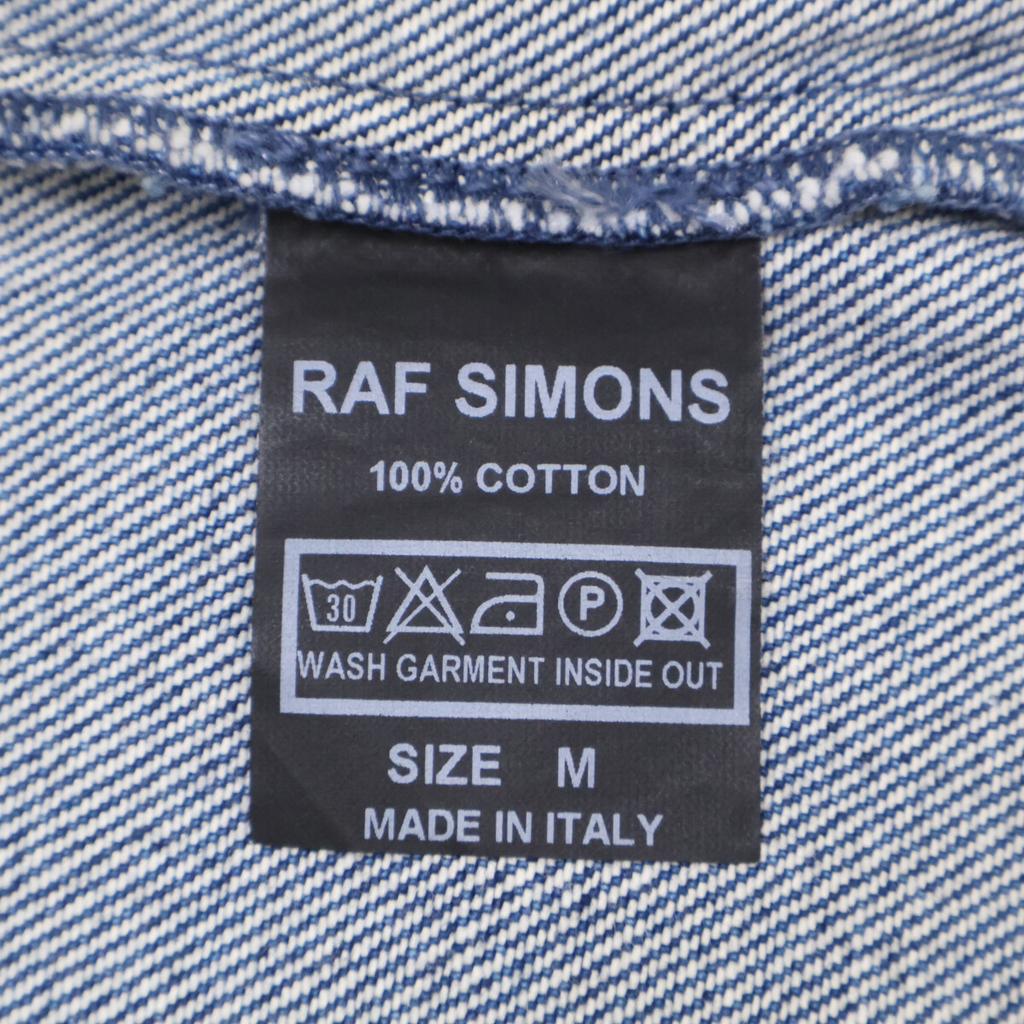 RAF SIMONS
100% COTTON
30 P
WASH GARMENT INSIDE OUT
SIZE M
MADE IN ITALY